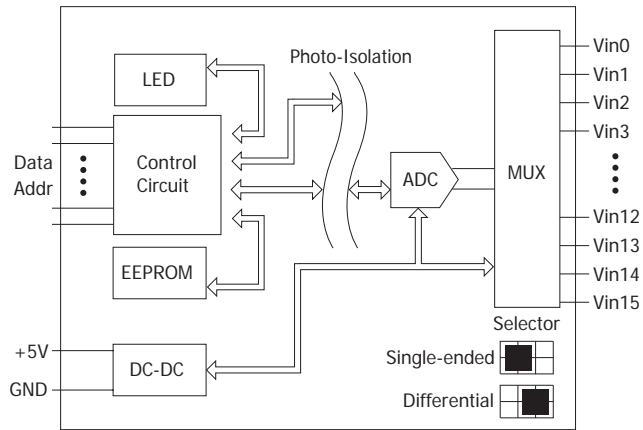 Photo-Isolation
LED
Control
Circuit
Data
Addr
EEPROM
DC-DC
+5V
GND
ADC
MUX
Vin0
Vin1
Vin2
Vin3
Vin12
Vin13
Vin14
Vin15
Selector
Single-ended
Differential